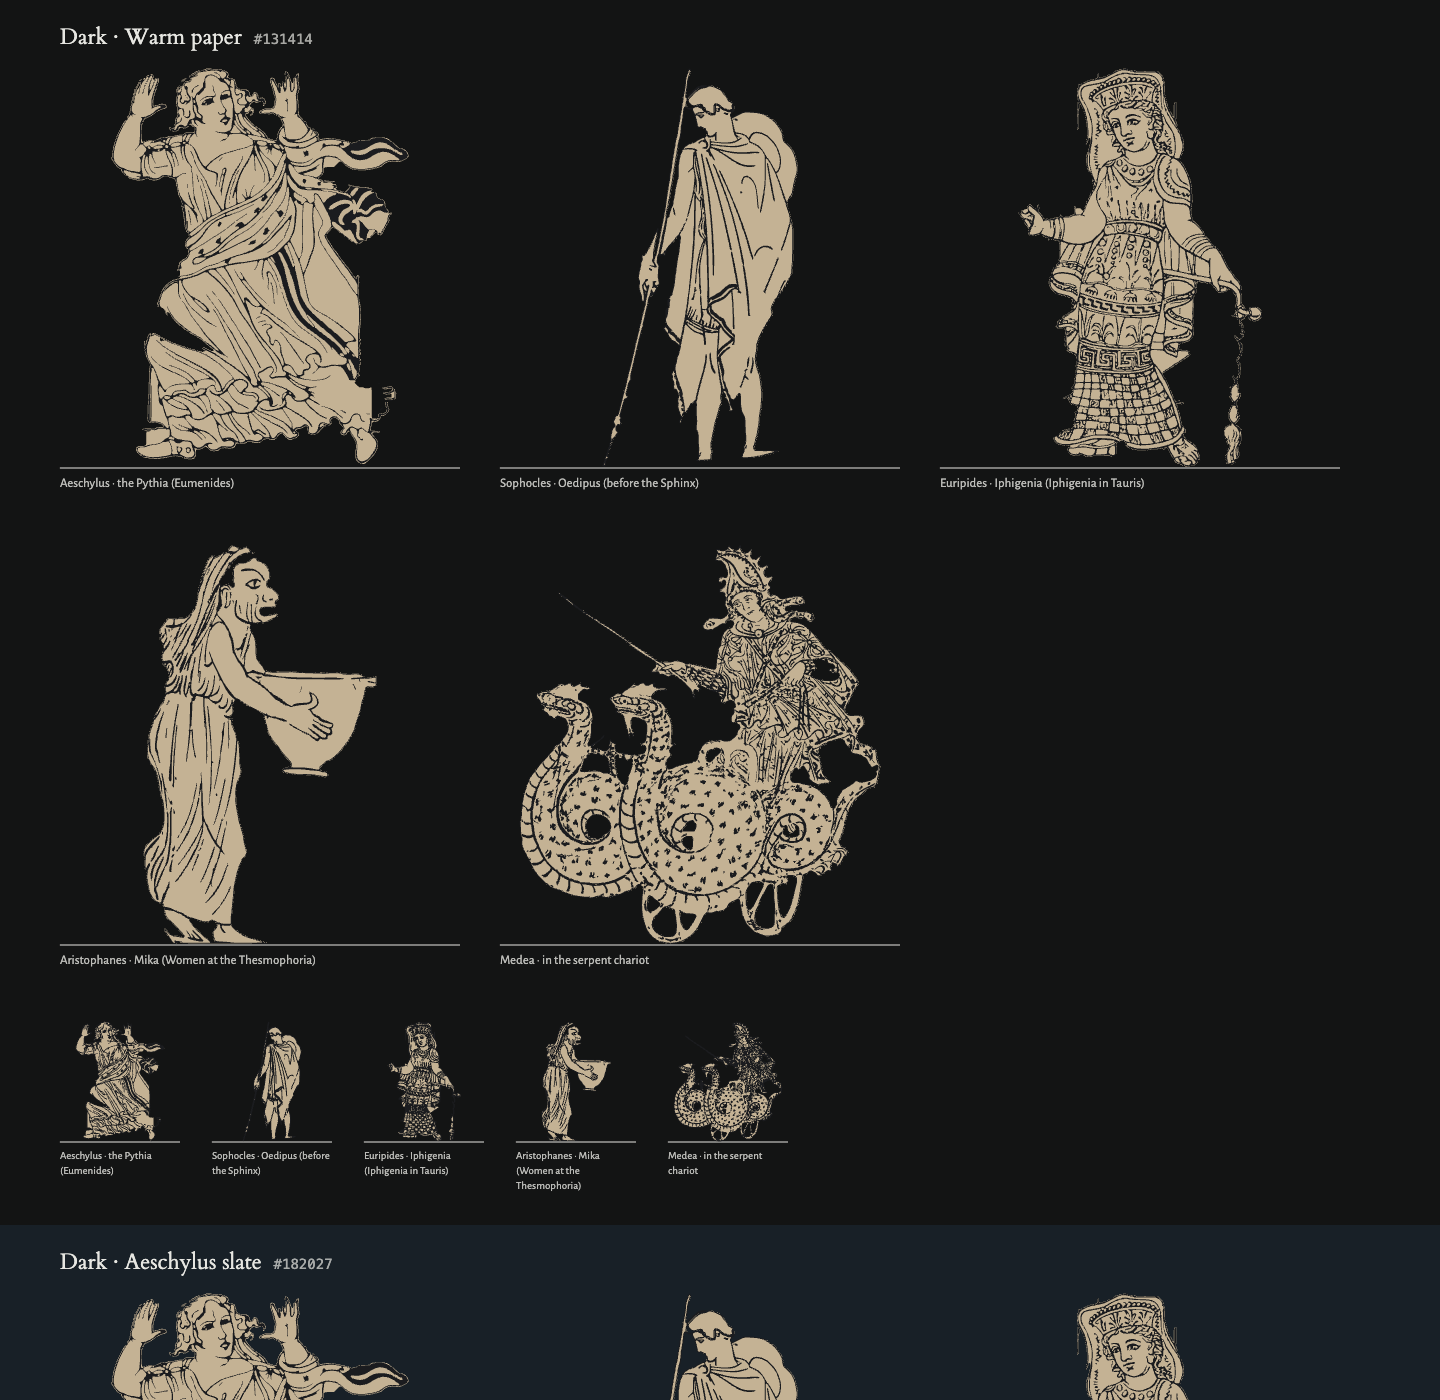 Dark · Warm paper #131414
Aeschylus · the Pythia (Eumenides)
Sophocles · Oedipus (before the Sphinx)
Euripides · Iphigenia (Iphigenia in Tauris)
Aristophanes · Mika (Women at the Thesmophoria)
Medea · in the serpent chariot
Aeschylus · the Pythia
(Eumenides)
Sophocles · Oedipus (before
the Sphinx)
Euripides · Iphigenia
(Iphigenia in Tauris)
Aristophanes · Mika
(Women at the
Thesmophoria)
Medea · in the serpent
chariot
Dark · Aeschylus slate #182027